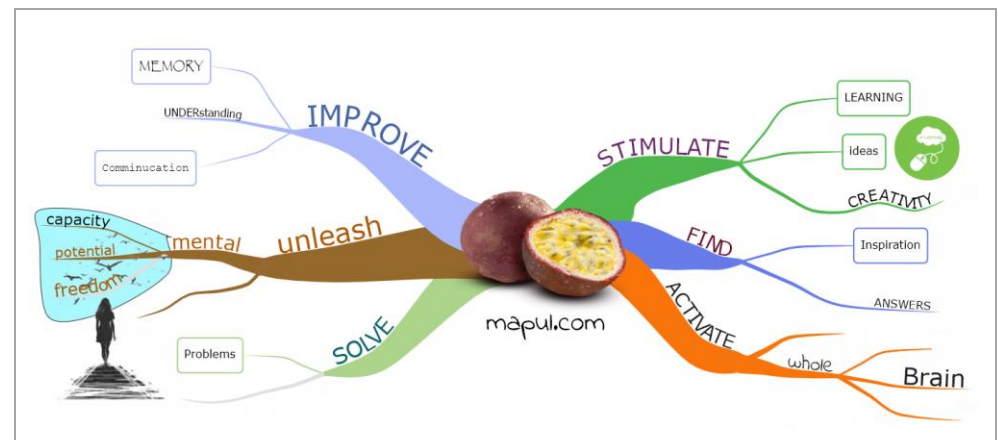 MEMORY
UNDERstanding
Comminucation
IMPROVE
capacity
potential
freedom
mental
unleash
Problems
SOLVE
mapul.com
STIMULATE
LEARNING
ideas
e-Learning
CREATIVITY
FIND
Inspiration
ANSWERS
ACTIVATE
whole
Brain